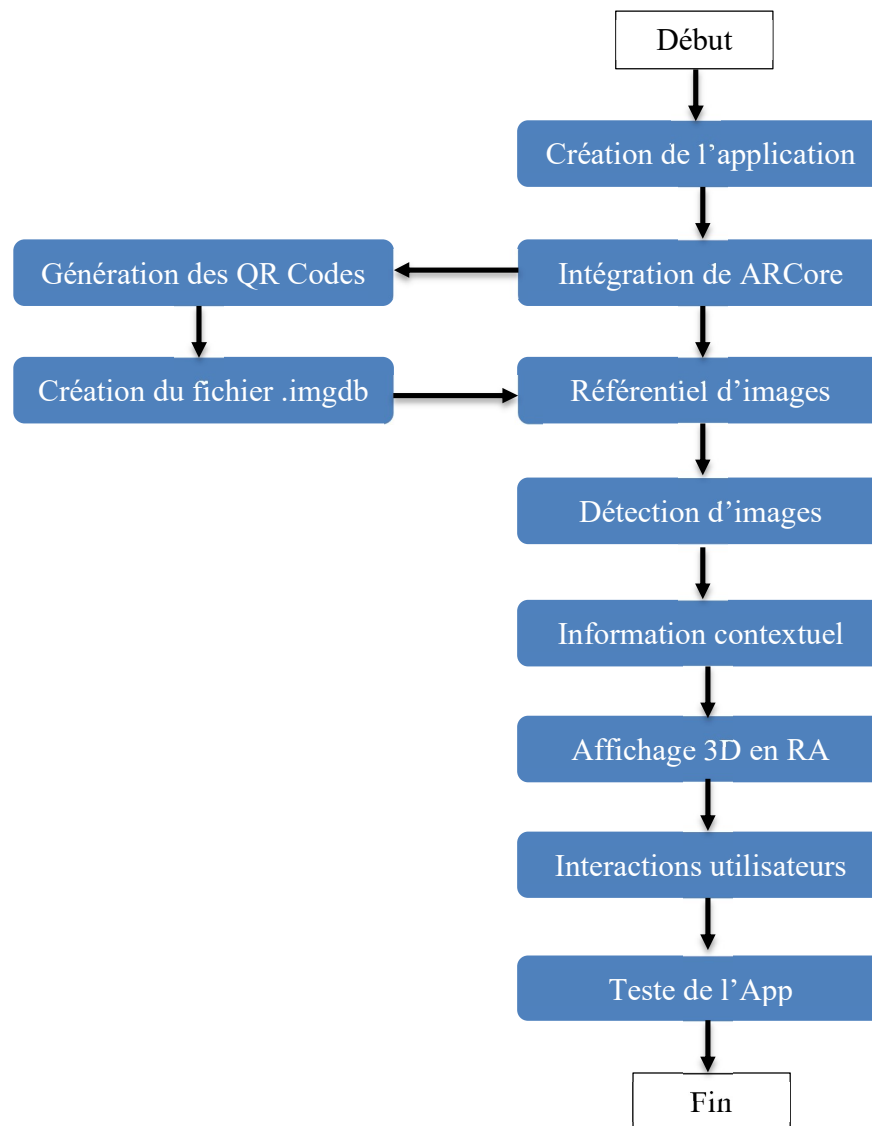 Début
Création de l’application
Génération des QR Codes
Intégration de ARCore
Création du fichier .imgdb
Référentiel d’images
Détection d’images
Information contextuel
Affichage 3D en RA
Interactions utilisateurs
Teste de l’App
Fin